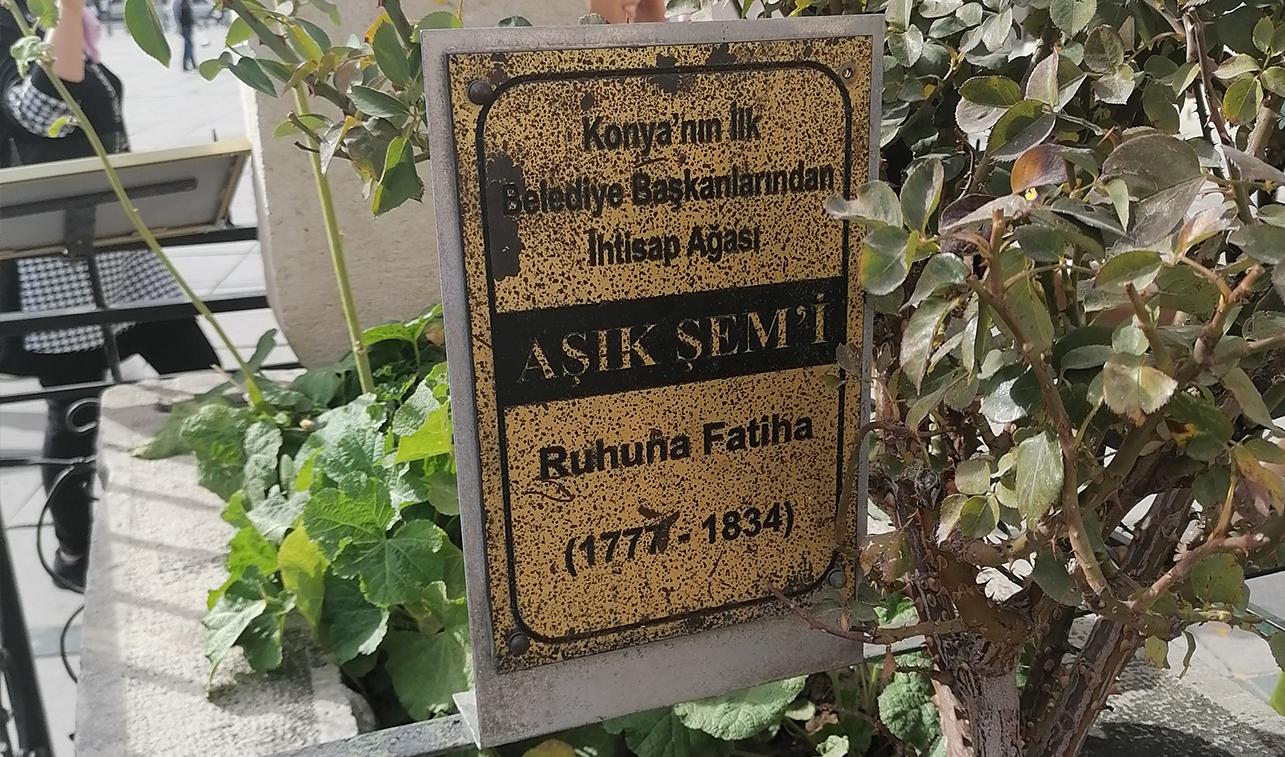 Konya'nın İlk
Belediye Başkanlarından
İhtisap Ağası
AŞIK ŞEM'İ
Ruhuna Fatiha
(1777 - 1834)